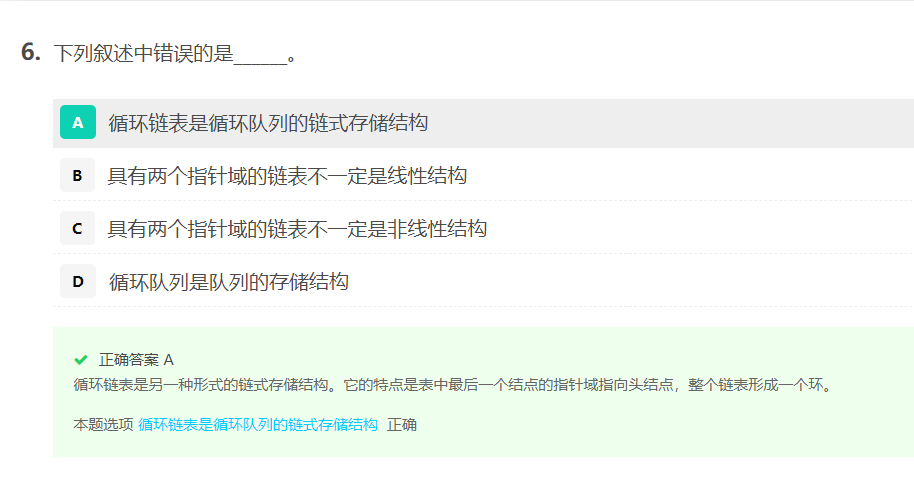 6. 下列叙述中错误的是______。
A 循环链表是循环队列的链式存储结构
B 具有两个指针域的链表不一定是线性结构
C 具有两个指针域的链表不一定是非线性结构
D 循环队列是队列的存储结构
正确答案 A
循环链表是另一种形式的链式存储结构。它的特点是表中最后一个结点的指针域指向头结点，整个链表形成一个环。
本题选项 循环链表是循环队列的链式存储结构 正确